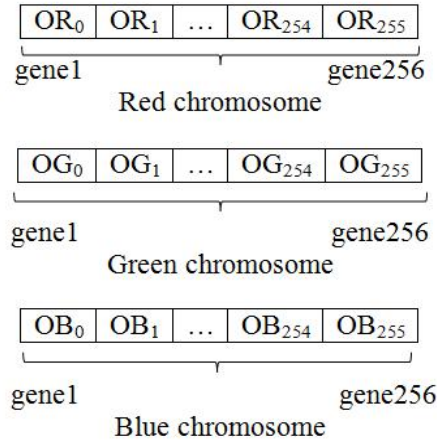 OR₀ OR₁ ... OR₂₅₄ OR₂₅₅
gene1 gene256
Red chromosome
OG₀ OG₁ ... OG₂₅₄ OG₂₅₅
gene1 gene256
Green chromosome
OB₀ OB₁ ... OB₂₅₄ OB₂₅₅
gene1 gene256
Blue chromosome